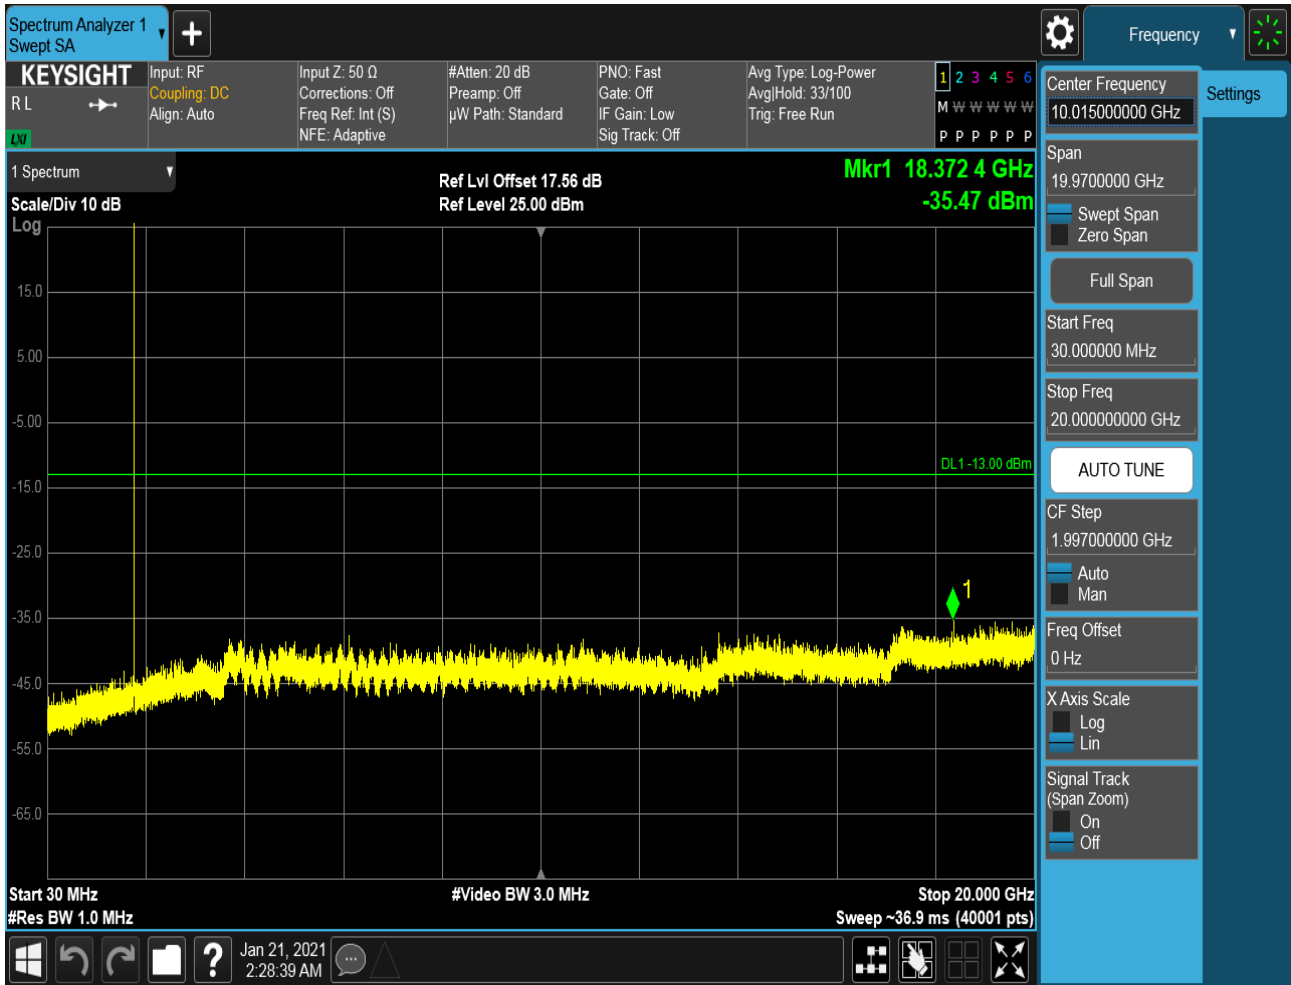 Spectrum Analyzer 1
Swept SA
+
Frequency
KEYSIGHT
R L
LXI
Input: RF
Coupling: DC
Align: Auto
Input Z: 50 Ω
Corrections: Off
Freq Ref: Int (S)
NFE: Adaptive
#Atten: 20 dB
Preamp: Off
µW Path: Standard
PNO: Fast
Gate: Off
IF Gain: Low
Sig Track: Off
Avg Type: Log-Power
Avg|Hold: 33/100
Trig: Free Run
1 2 3 4 5 6
M W W W W W
P P P P P P
1 Spectrum
Scale/Div 10 dB
Log
Ref Lvl Offset 17.56 dB
Ref Level 25.00 dBm
Mkr1 18.372 4 GHz
-35.47 dBm
15.0
5.00
-5.00
DL1 -13.00 dBm
-15.0
-25.0
1
-35.0
-45.0
-55.0
-65.0
Start 30 MHz
#Res BW 1.0 MHz
#Video BW 3.0 MHz
Stop 20.000 GHz
Sweep ~36.9 ms (40001 pts)
Center Frequency
10.015000000 GHz
Settings
Span
19.9700000 GHz
Swept Span
Zero Span
Full Span
Start Freq
30.000000 MHz
Stop Freq
20.000000000 GHz
AUTO TUNE
CF Step
1.997000000 GHz
Auto
Man
Freq Offset
0 Hz
X Axis Scale
Log
Lin
Signal Track
(Span Zoom)
On
Off
?
Jan 21, 2021
2:28:39 AM